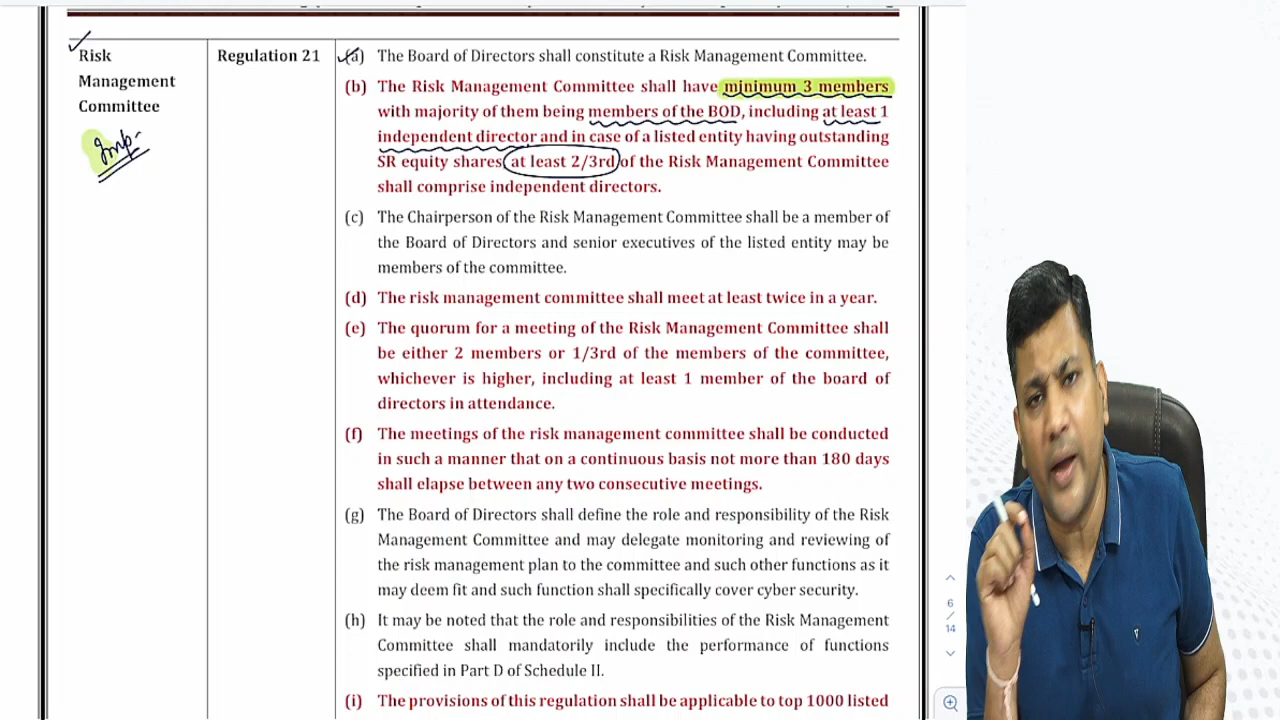 Risk
Management
Committee
Imp.
Regulation 21
(a) The Board of Directors shall constitute a Risk Management Committee.
(b) The Risk Management Committee shall have minimum 3 members
with majority of them being members of the BOD, including at least 1
independent director and in case of a listed entity having outstanding
SR equity shares at least 2/3rd of the Risk Management Committee
shall comprise independent directors.
(c) The Chairperson of the Risk Management Committee shall be a member of
the Board of Directors and senior executives of the listed entity may be
members of the committee.
(d) The risk management committee shall meet at least twice in a year.
(e) The quorum for a meeting of the Risk Management Committee shall
be either 2 members or 1/3rd of the members of the committee,
whichever is higher, including at least 1 member of the board of
directors in attendance.
(f) The meetings of the risk management committee shall be conducted
in such a manner that on a continuous basis not more than 180 days
shall elapse between any two consecutive meetings.
(g) The Board of Directors shall define the role and responsibility of the Risk
Management Committee and may delegate monitoring and reviewing of
the risk management plan to the committee and such other functions as it
may deem fit and such function shall specifically cover cyber security.
(h) It may be noted that the role and responsibilities of the Risk Management
Committee shall mandatorily include the performance of functions
specified in Part D of Schedule II.
(i) The provisions of this regulation shall be applicable to top 1000 listed
6
/
14